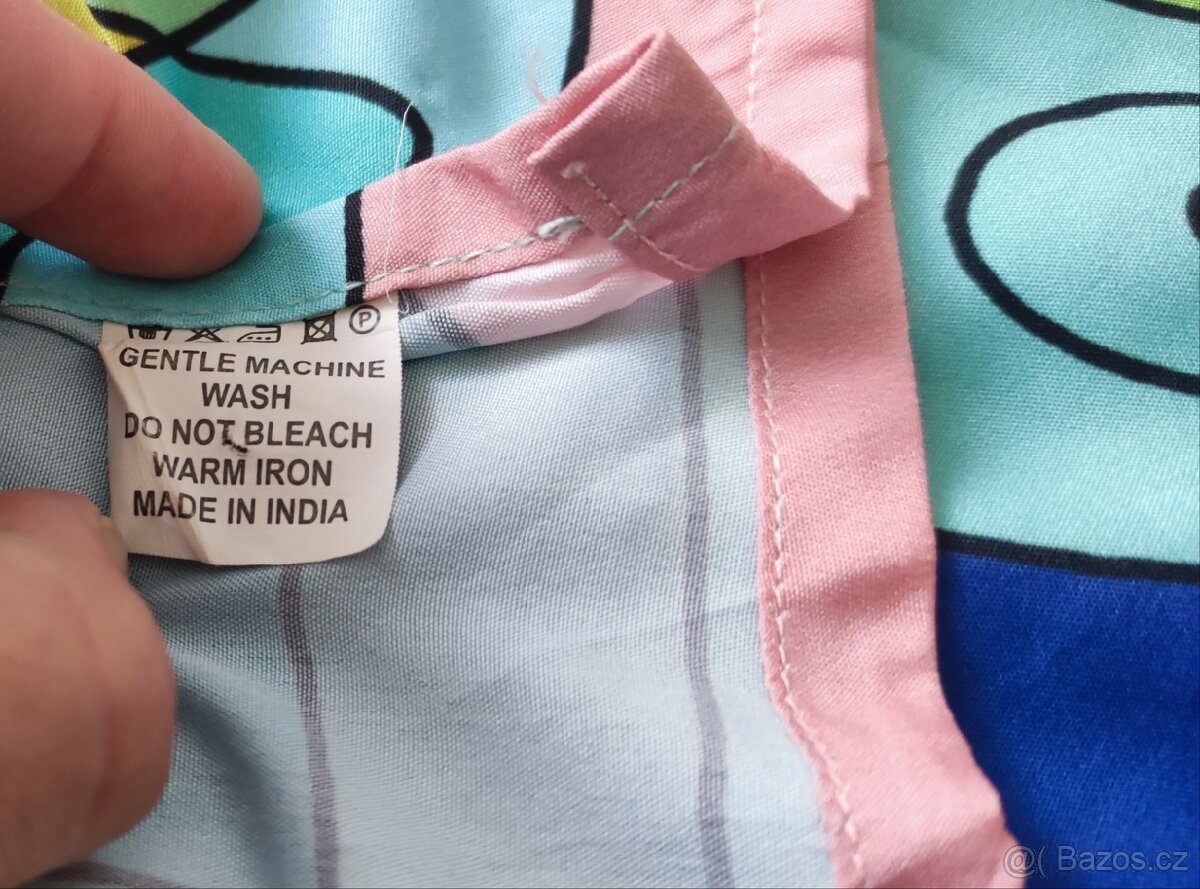 P
GENTLE MACHINE
WASH
DO NOT BLEACH
WARM IRON
MADE IN INDIA
@( Bazos.cz